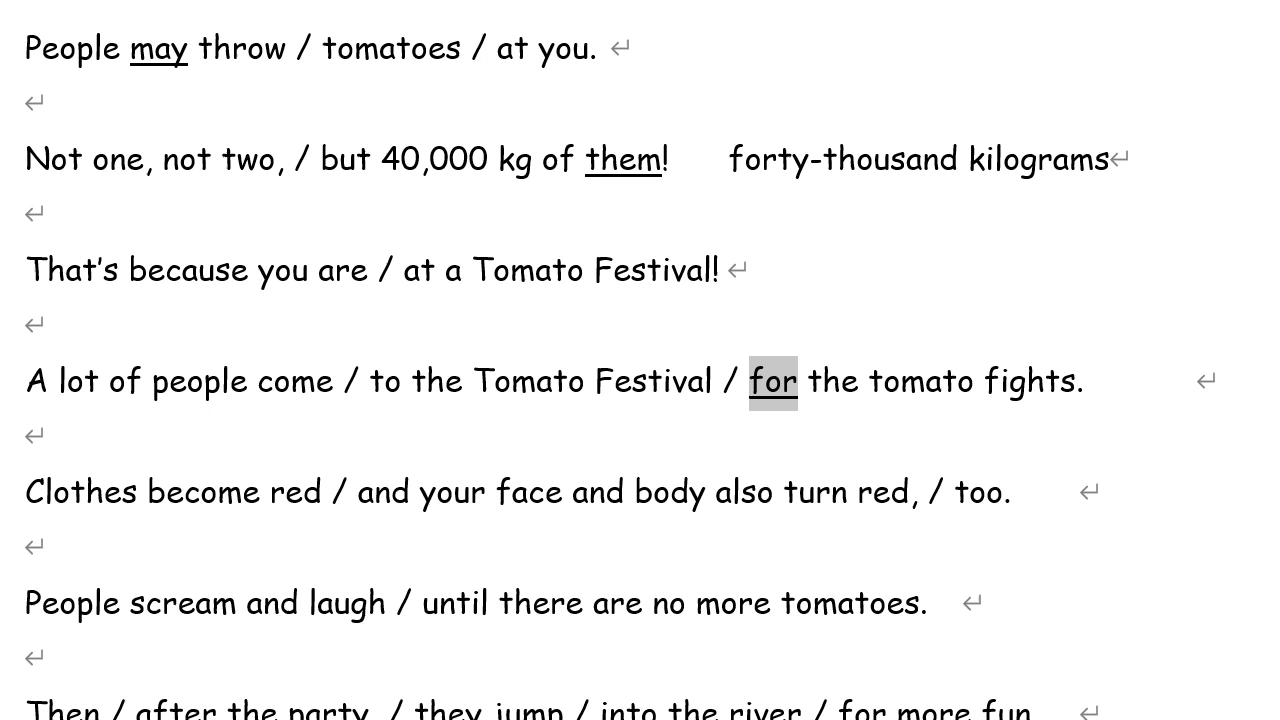 People may throw / tomatoes / at you.
Not one, not two, / but 40,000 kg of them! forty-thousand kilograms
That's because you are / at a Tomato Festival!
A lot of people come / to the Tomato Festival / for the tomato fights.
Clothes become red / and your face and body also turn red, / too.
People scream and laugh / until there are no more tomatoes.
Then / after the party, / they jump / into the river / for more fun.